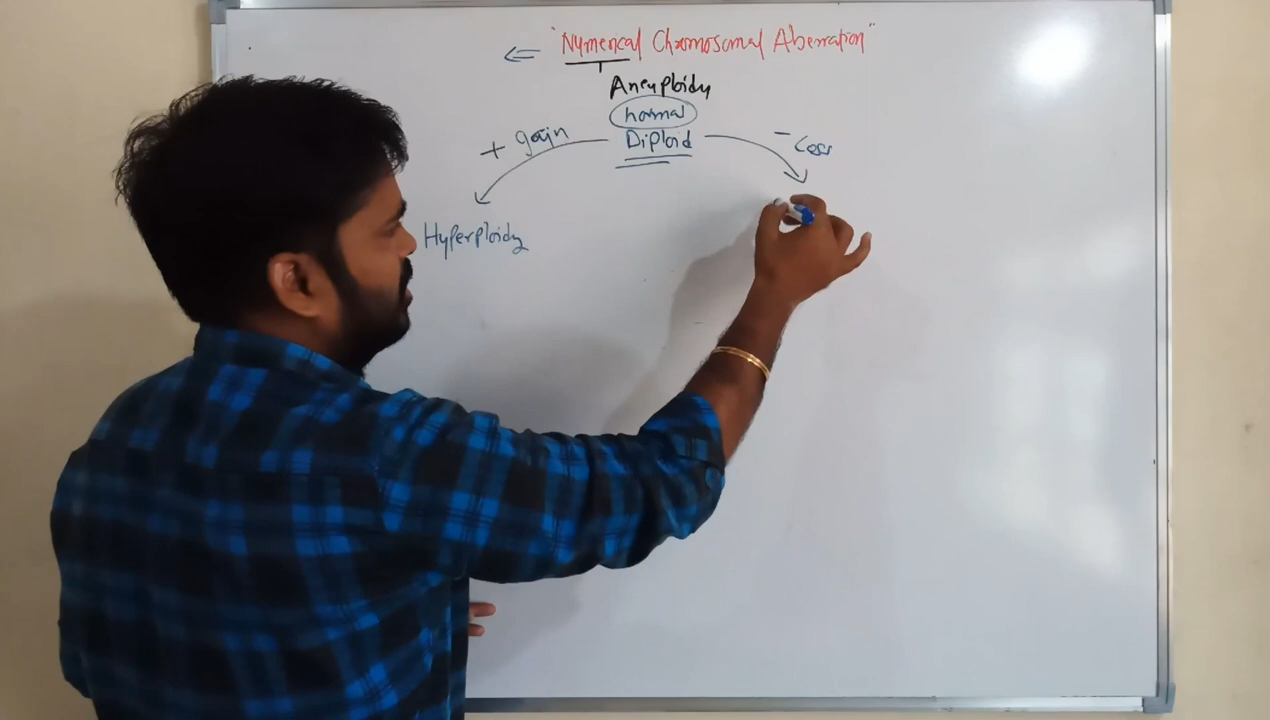 "Numerical Chromosomal Aberration"
Aneuploidy
normal
+ gain Diploid - Loss
Hyperploidy